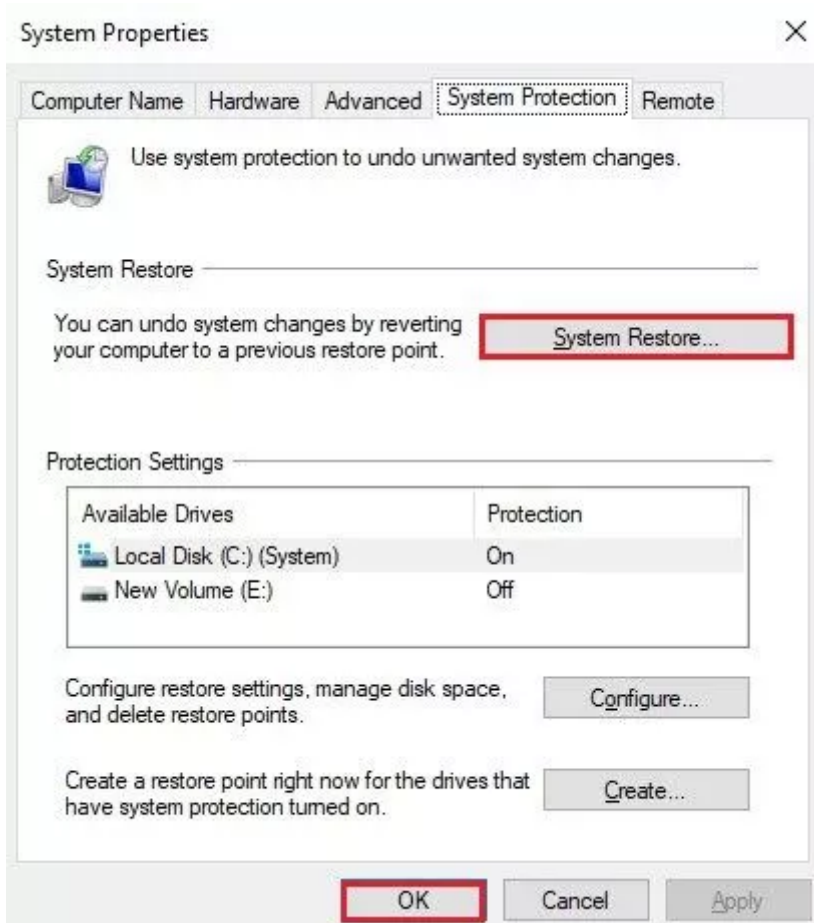 System Properties
Computer Name Hardware Advanced System Protection Remote
Use system protection to undo unwanted system changes.
System Restore
You can undo system changes by reverting
your computer to a previous restore point.
System Restore...
Protection Settings
Available Drives Protection
Local Disk (C:) (System) On
New Volume (E:) Off
Configure restore settings, manage disk space,
and delete restore points.
Configure...
Create a restore point right now for the drives that
have system protection turned on.
Create...
OK Cancel Apply